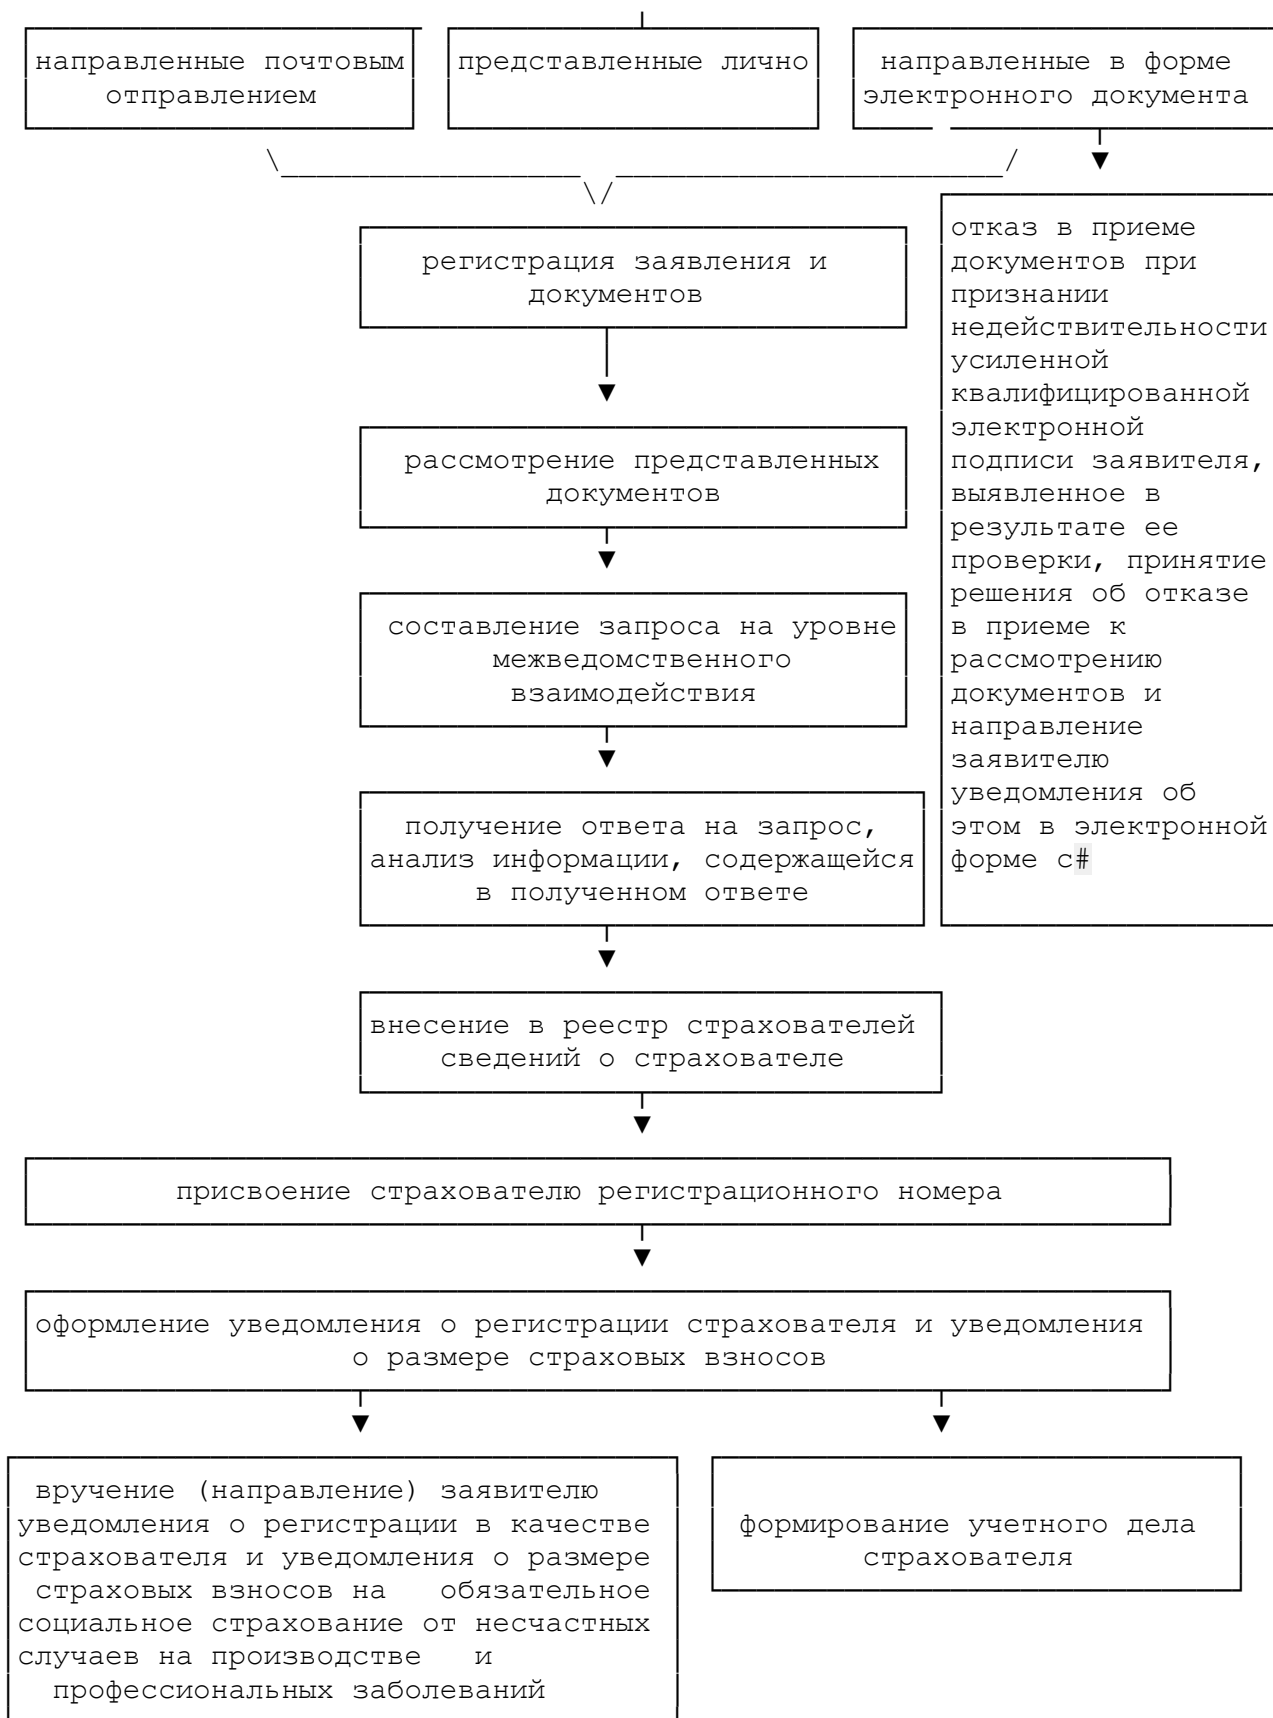 направленные почтовым
отправлением
представленные лично
направленные в форме
электронного документа
регистрация заявления и
документов
рассмотрение представленных
документов
составление запроса на уровне
межведомственного
взаимодействия
получение ответа на запрос,
анализ информации, содержащейся
в полученном ответе
отказ в приеме
документов при
признании
недействительности
усиленной
квалифицированной
электронной
подписи заявителя,
выявленное в
результате ее
проверки, принятие
решения об отказе
в приеме к
рассмотрению
документов и
направление
заявителю
уведомления об
этом в электронной
форме с#
внесение в реестр страхователей
сведений о страхователе
присвоение страхователю регистрационного номера
оформление уведомления о регистрации страхователя и уведомления
о размере страховых взносов
вручение (направление) заявителю
уведомления о регистрации в качестве
страхователя и уведомления о размере
страховых взносов на обязательное
социальное страхование от несчастных
случаев на производстве и
профессиональных заболеваний
формирование учетного дела
страхователя